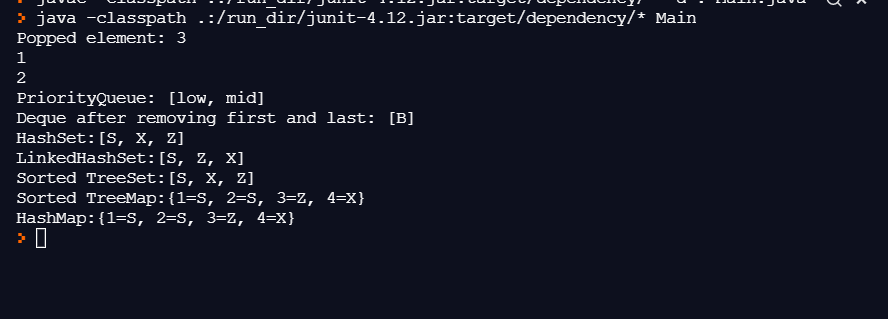 > java -classpath .:/run_dir/junit-4.12.jar:target/dependency/* Main
Popped element: 3
1
2
PriorityQueue: [low, mid]
Deque after removing first and last: [B]
HashSet:[S, X, Z]
LinkedHashSet:[S, Z, X]
Sorted TreeSet:[S, X, Z]
Sorted TreeMap:{1=S, 2=S, 3=Z, 4=X}
HashMap:{1=S, 2=S, 3=Z, 4=X}
>